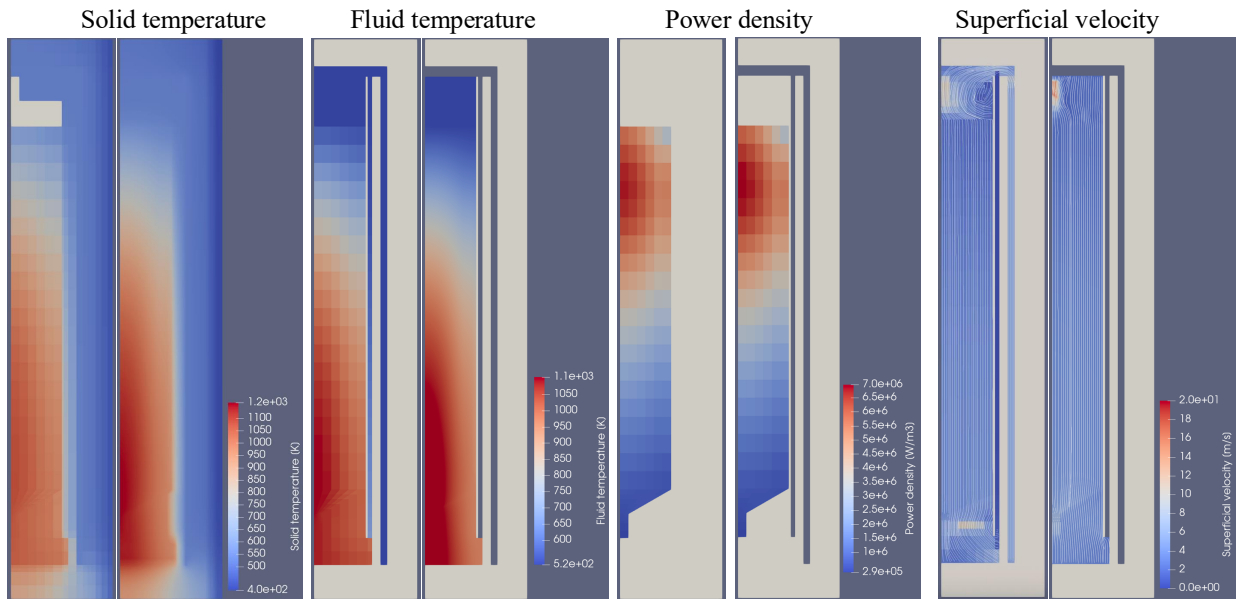 Solid temperature
Fluid temperature
Power density
Superficial velocity
1.2e+03
1100
1050
1000
950
900
850
800
750
700
650
600
550
500
4.0e+02
Solid temperature (K)
1.1e+03
1050
1000
950
900
850
800
750
700
650
600
5.2e+02
Fluid temperature (K)
7.0e+06
6.5e+6
6e+6
5.5e+6
5e+6
4.5e+6
4e+6
3.5e+6
3e+6
2.5e+6
2e+6
1.5e+6
1e+6
2.9e+05
Power density (W/m3)
2.0e+01
18
16
14
12
10
8
6
4
2
0.0e+00
Superficial velocity (m/s)